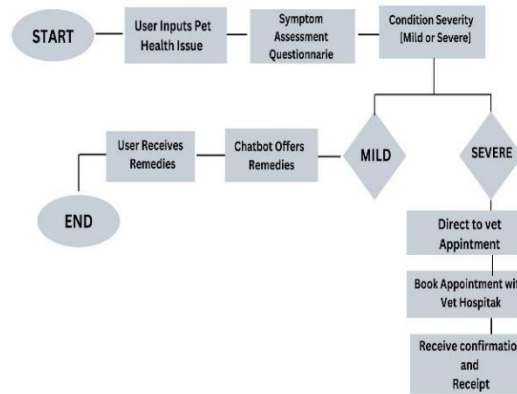 START
User Inputs Pet
Health Issue
Symptom
Assessment
Questionnarie
Condition Severity
[Mild or Severe]
User Receives
Remedies
Chatbot Offers
Remedies
MILD
SEVERE
END
Direct to vet
Appintment
Book Appointment wit
Vet Hospitak
Receive confirmatio
and
Receipt